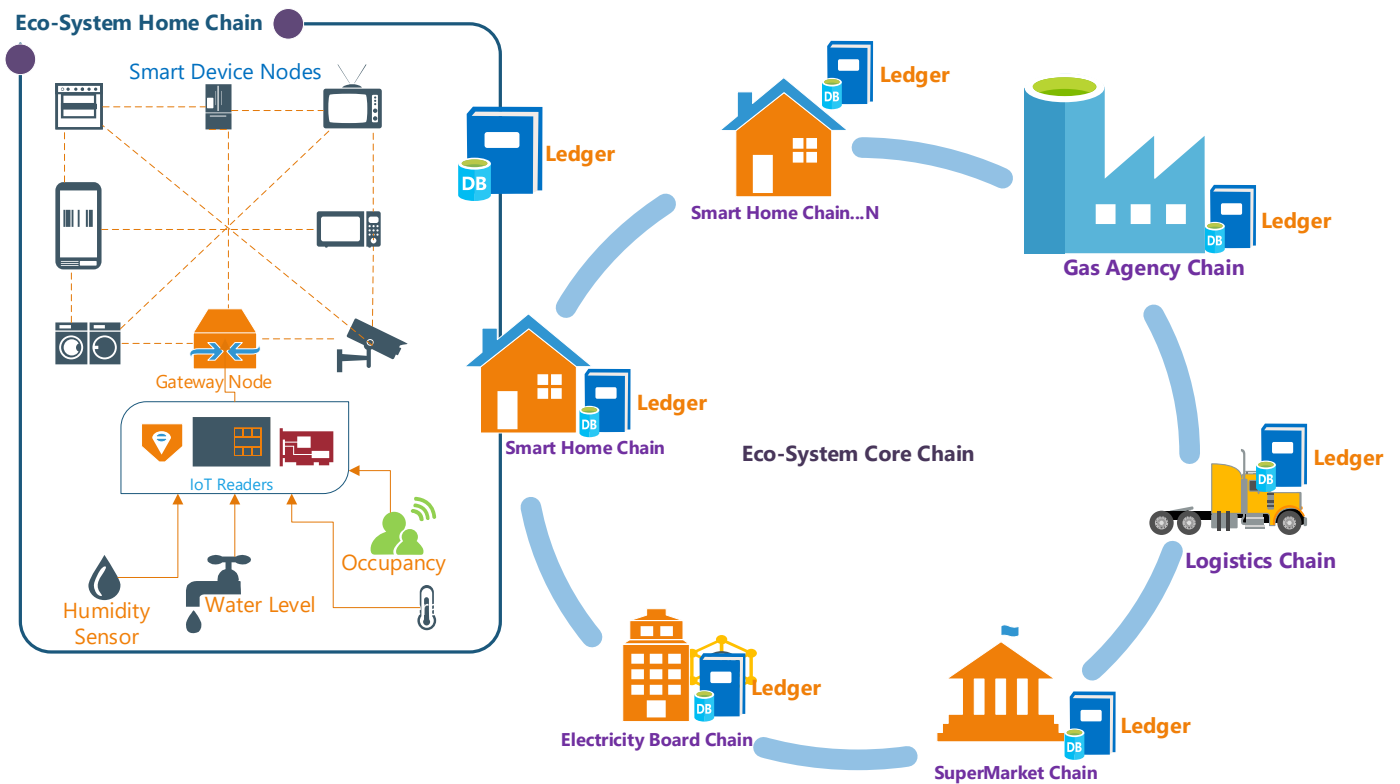 Eco-System Home Chain
Smart Device Nodes
DB
Ledger
Gateway Node
IoT Readers
Occupancy
Humidity
Sensor
Water Level
DB
Ledger
Smart Home Chain...N
DB
Ledger
Gas Agency Chain
DB
Ledger
Smart Home Chain
Eco-System Core Chain
DB
Ledger
Logistics Chain
DB
Ledger
Electricity Board Chain
DB
Ledger
SuperMarket Chain